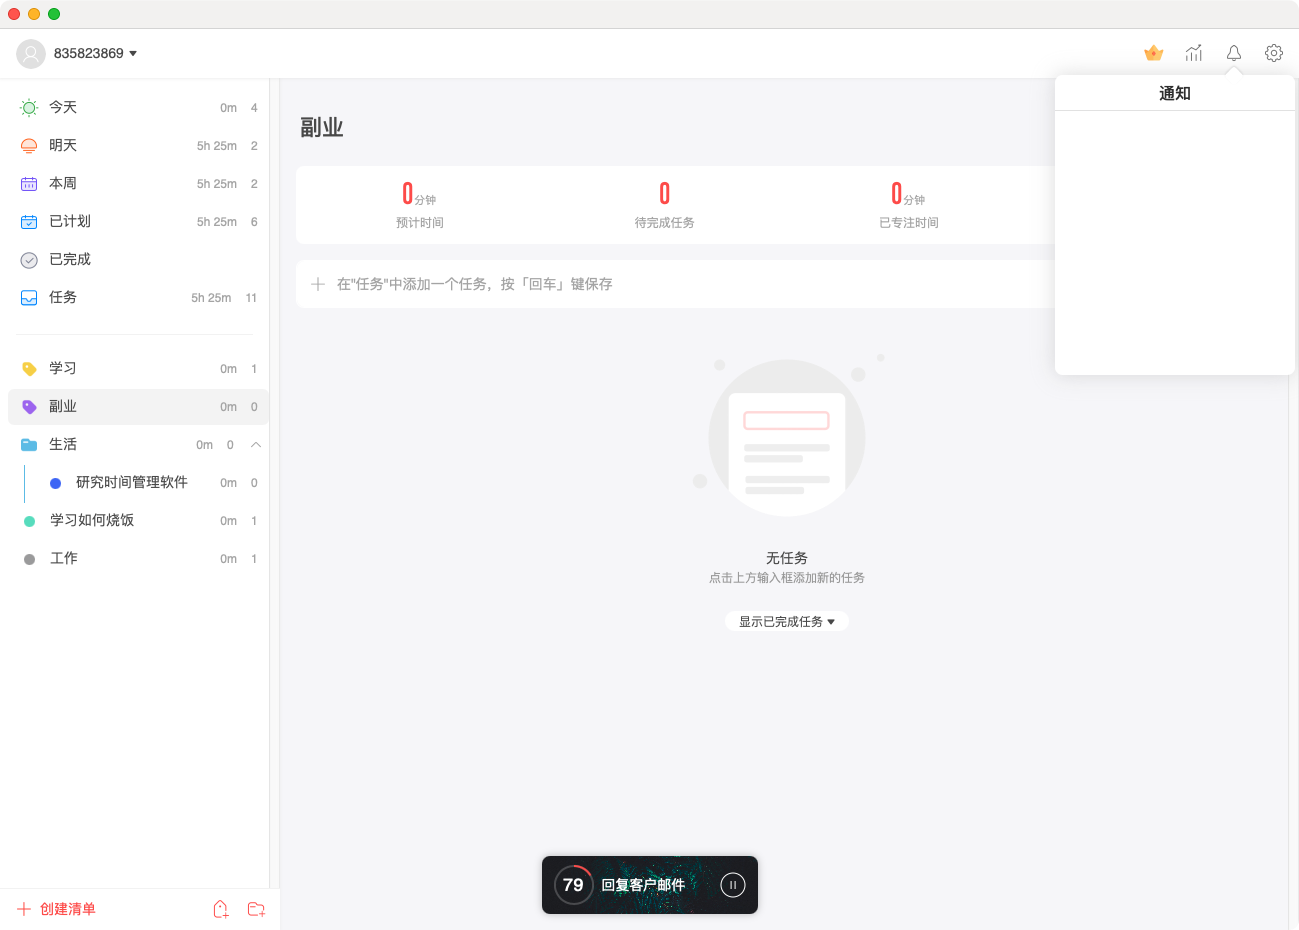 835823869
今天 0m 4
明天 5h 25m 2
本周 5h 25m 2
已计划 5h 25m 6
已完成
任务 5h 25m 11
学习 0m 1
副业 0m 0
生活 0m 0
研究时间管理软件 0m 0
学习如何烧饭 0m 1
工作 0m 1
创建清单
副业
0分钟
预计时间
0
待完成任务
0分钟
已专注时间
在"任务"中添加一个任务，按「回车」键保存
无任务
点击上方输入框添加新的任务
显示已完成任务
79 回复客户邮件
通知